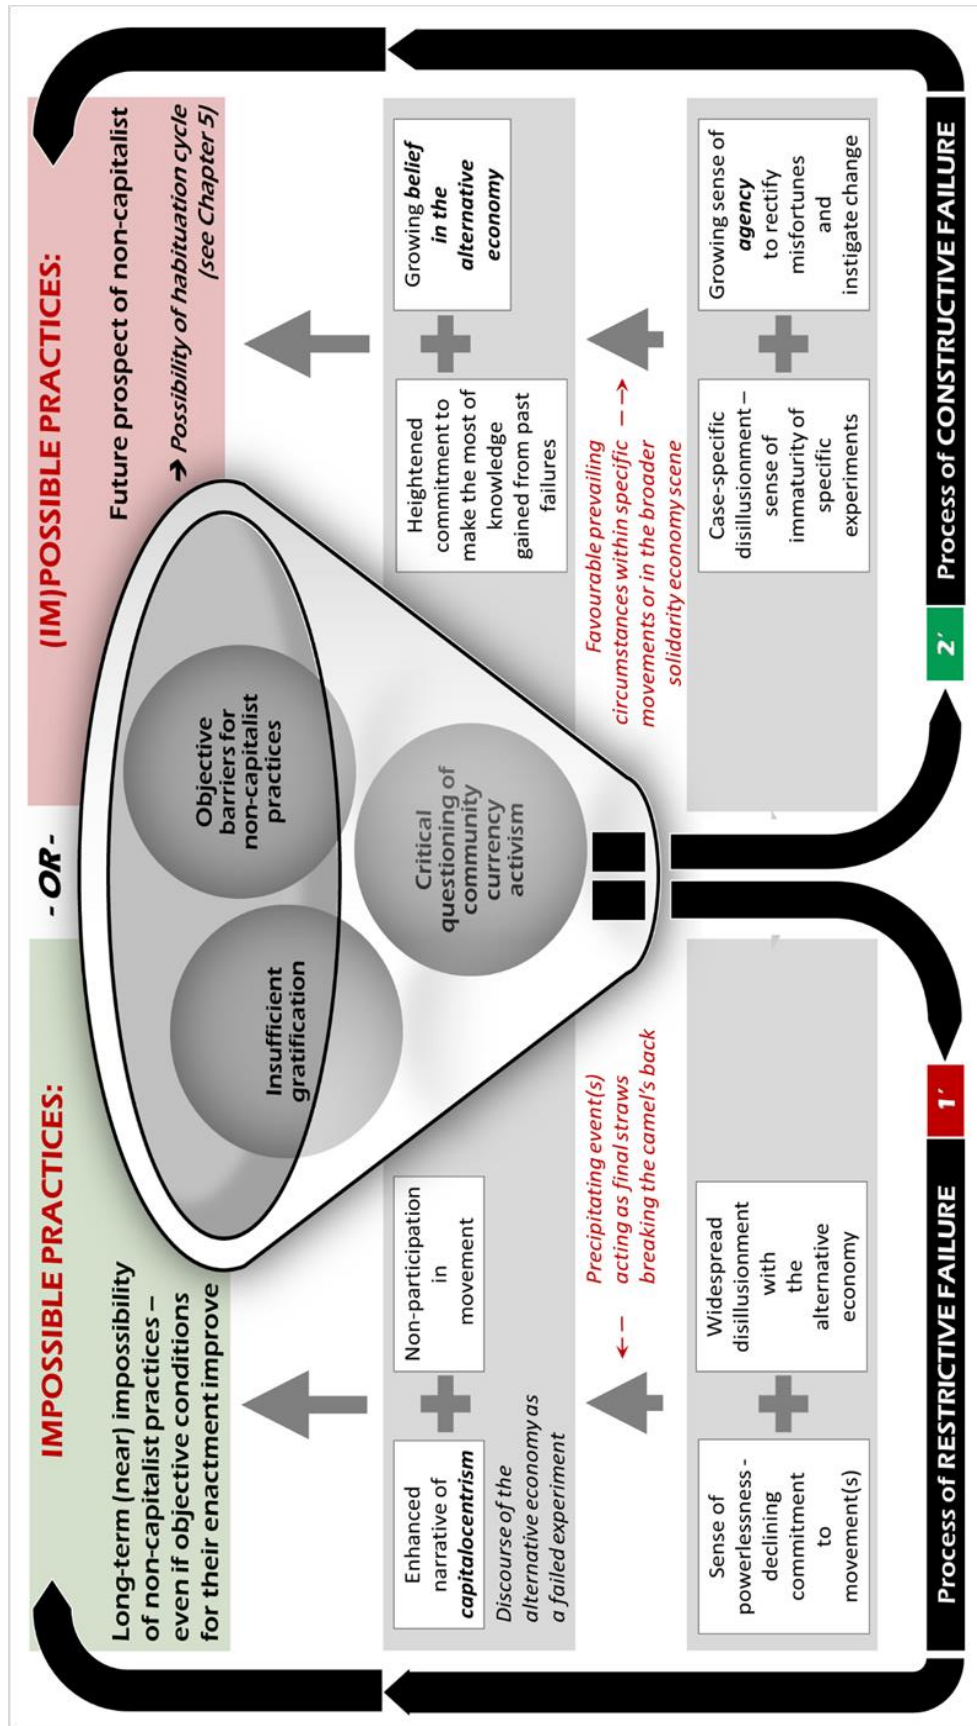 IMPOSSIBLE PRACTICES:
- OR -
(IM)POSSIBLE PRACTICES:
Long-term (near) impossibility
of non-capitalist practices –
even if objective conditions
for their enactment improve
Future prospect of non-capitalist
➔ Possibility of habituation cycle
(see Chapter 5)
Insufficient
gratification
Objective
barriers for
non-capitalist
practices
Critical
questioning of
community
currency
activism
Enhanced
narrative of
capitalocentrism
Non-participation
in
movement
Discourse of the
alternative economy as
a failed experiment
Heightened
commitment to
make the most of
knowledge
gained from past
failures
Growing belief
in the
alternative
economy
Precipitating event(s)
acting as final straws
breaking the camel's back
Favourable prevailing
circumstances within specific
movements or in the broader
solidarity economy scene
Sense of
powerlessness -
declining
commitment
to
movement(s)
Widespread
disillusionment
with
the
alternative
economy
Case-specific
disillusionment –
sense of
immaturity of
specific
experiments
Growing sense of
agency
to rectify
misfortunes
and
instigate change
Process of RESTRICTIVE FAILURE
1'
2'
Process of CONSTRUCTIVE FAILURE